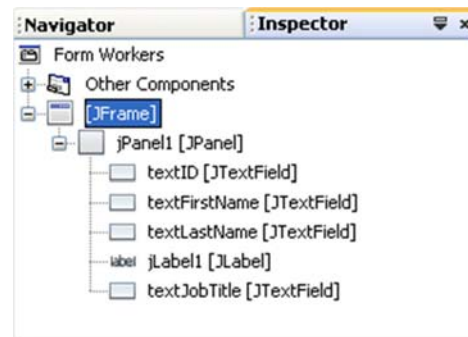 Navigator Inspector
Form Workers
Other Components
[JFrame]
jPanel1 [JPanel]
textID [JTextField]
textFirstName [JTextField]
textLastName [JTextField]
label jLabel1 [JLabel]
textJobTitle [JTextField]